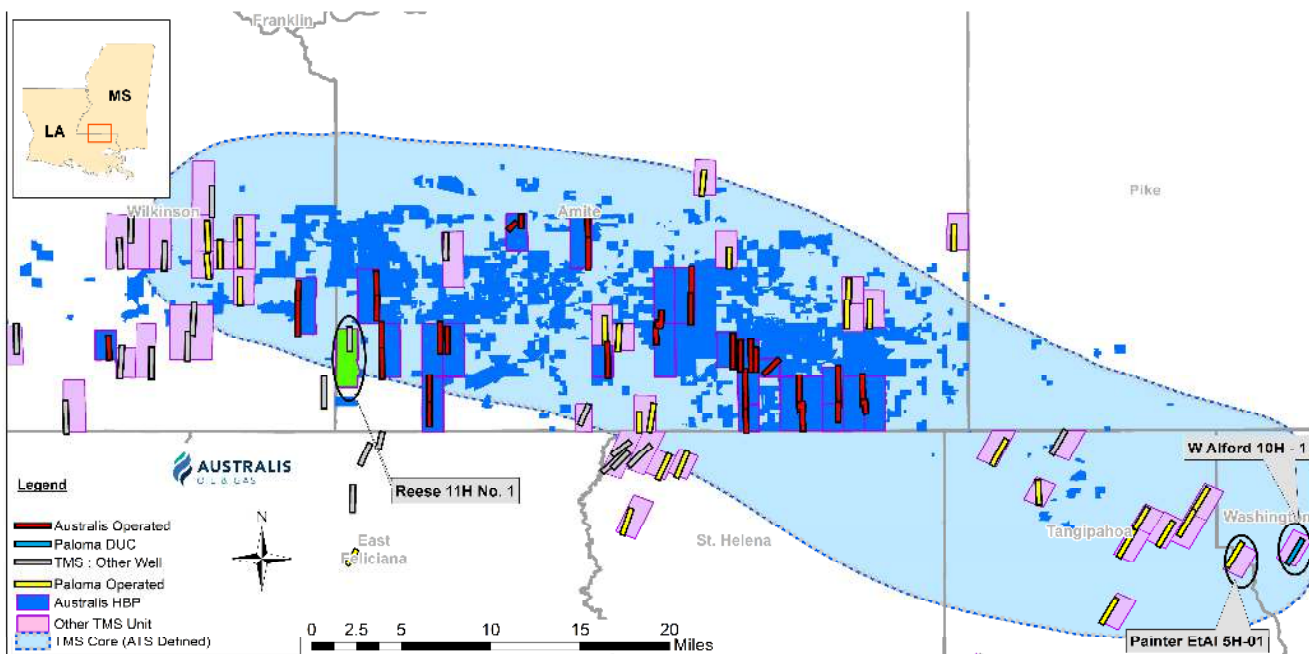 Franklin
MS
LA
Pike
Wilkinson
Amite
W Alford 10H - 1
AUSTRALIS
OIL & GAS
Legend
Reese 11H No. 1
N
Australis Operated
Paloma DUC
TMS : Other Well
Paloma Operated
Australis HBP
Other TMS Unit
TMS Core (ATS Defined)
East
Feliciana
St. Helena
Tangipahoa
Washington
0 2.5 5 10 15 20
Miles
Painter EtAl 5H-01